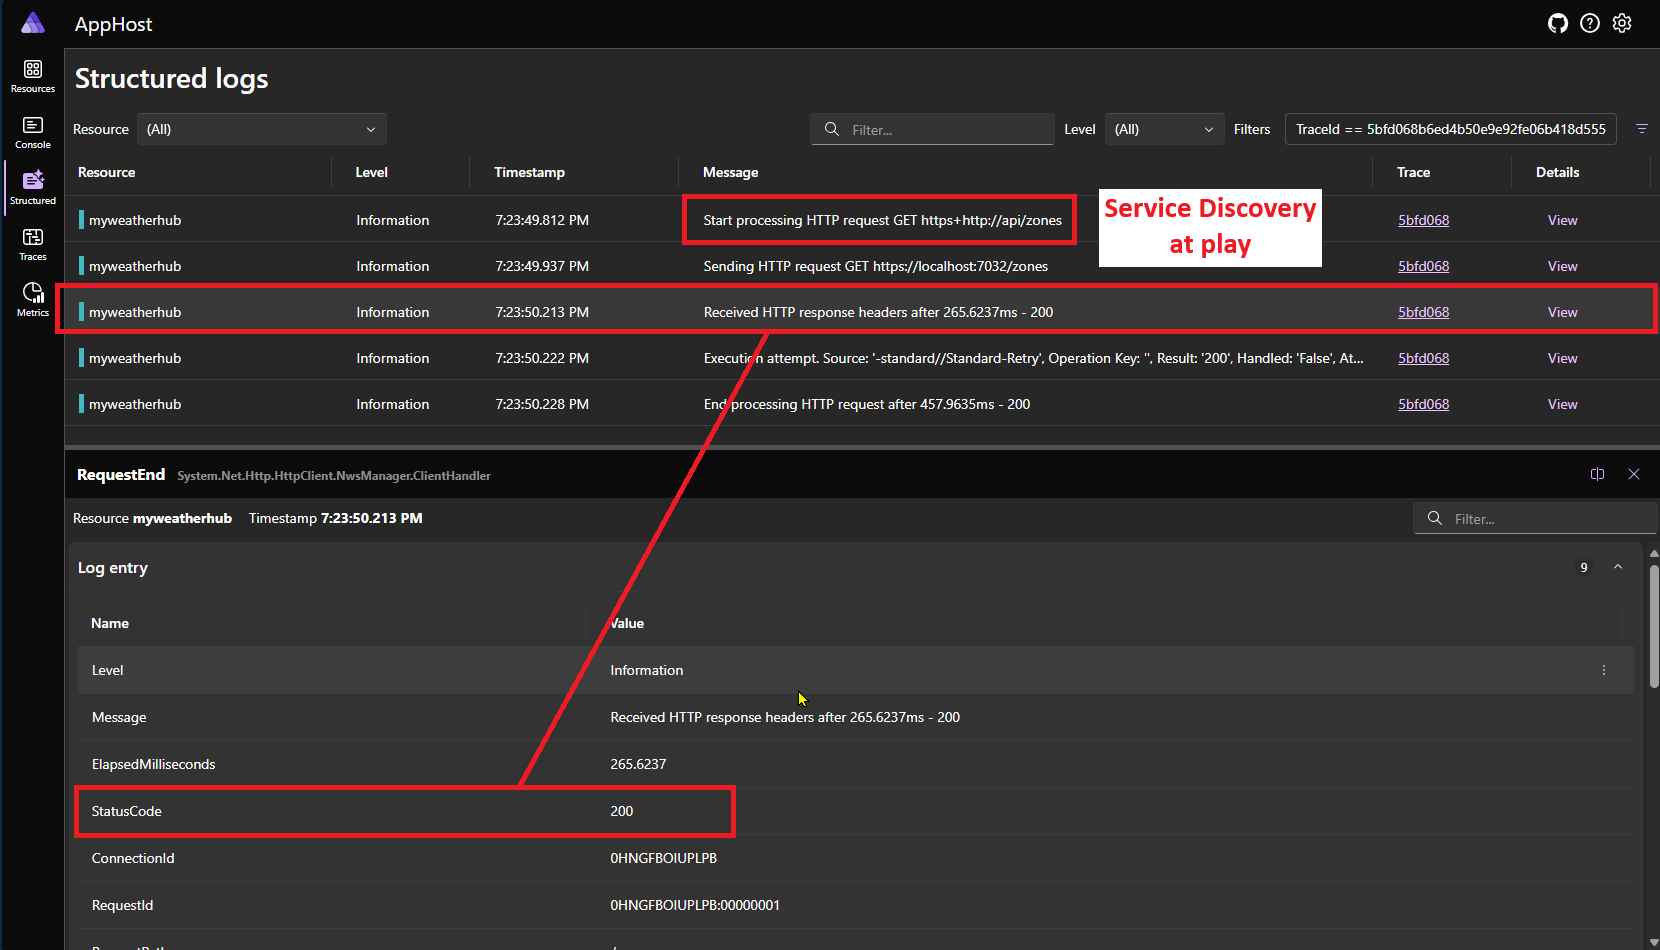 AppHost
Resources
Console
Structured
Traces
Metrics
Structured logs
Resource (All) Filter... Level (All) Filters TraceId == 5bfd068b6ed4b50e9e92fe06b418d555
Resource Level Timestamp Message Trace Details
myweatherhub Information 7:23:49.812 PM Start processing HTTP request GET https+http://api/zones 5bfd068 View
Service Discovery
at play
myweatherhub Information 7:23:49.937 PM Sending HTTP request GET https://localhost:7032/zones 5bfd068 View
myweatherhub Information 7:23:50.213 PM Received HTTP response headers after 265.6237ms - 200 5bfd068 View
myweatherhub Information 7:23:50.222 PM Execution attempt. Source: '-standard//Standard-Retry', Operation Key: '', Result: '200', Handled: 'False', At... 5bfd068 View
myweatherhub Information 7:23:50.228 PM End processing HTTP request after 457.9635ms - 200 5bfd068 View
RequestEnd System.Net.Http.HttpClient.NwsManager.ClientHandler
Resource myweatherhub Timestamp 7:23:50.213 PM Filter...
Log entry 9
Name Value
Level Information
Message Received HTTP response headers after 265.6237ms - 200
ElapsedMilliseconds 265.6237
StatusCode 200
ConnectionId 0HNGFBOIUPLPB
RequestId 0HNGFBOIUPLPB:00000001